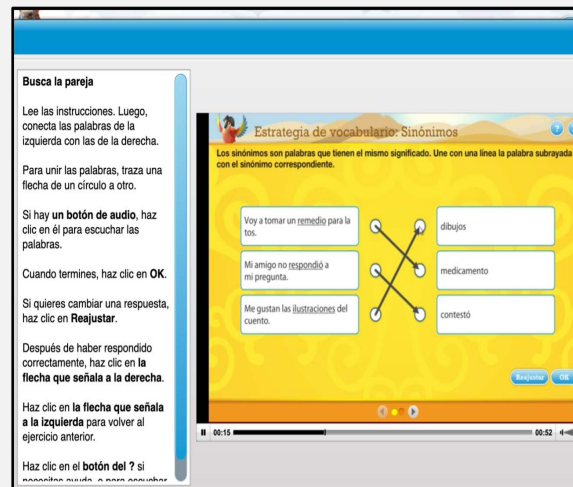 Busca la pareja
Lee las instrucciones. Luego,
conecta las palabras de la
izquierda con las de la derecha.
Para unir las palabras, traza una
flecha de un círculo a otro.
Si hay un botón de audio, haz
clic en él para escuchar las
palabras.
Cuando termines, haz clic en OK.
Si quieres cambiar una respuesta,
haz clic en Reajustar.
Después de haber respondido
correctamente, haz clic en la
flecha que señala a la derecha.
Haz clic en la flecha que señala
a la izquierda para volver al
ejercicio anterior.
Haz clic en el botón del ? si
necesitas ayuda, o para escuchar
Estrategia de vocabulario: Sinónimos
?
Los sinónimos son palabras que tienen el mismo significado. Une con una línea la palabra subrayada
con el sinónimo correspondiente.
Voy a tomar un remedio para la
tos.
dibujos
Mi amigo no respondió a
mi pregunta.
medicamento
Me gustan las ilustraciones del
cuento.
contestó
Reajustar
OK
00:15
00:52